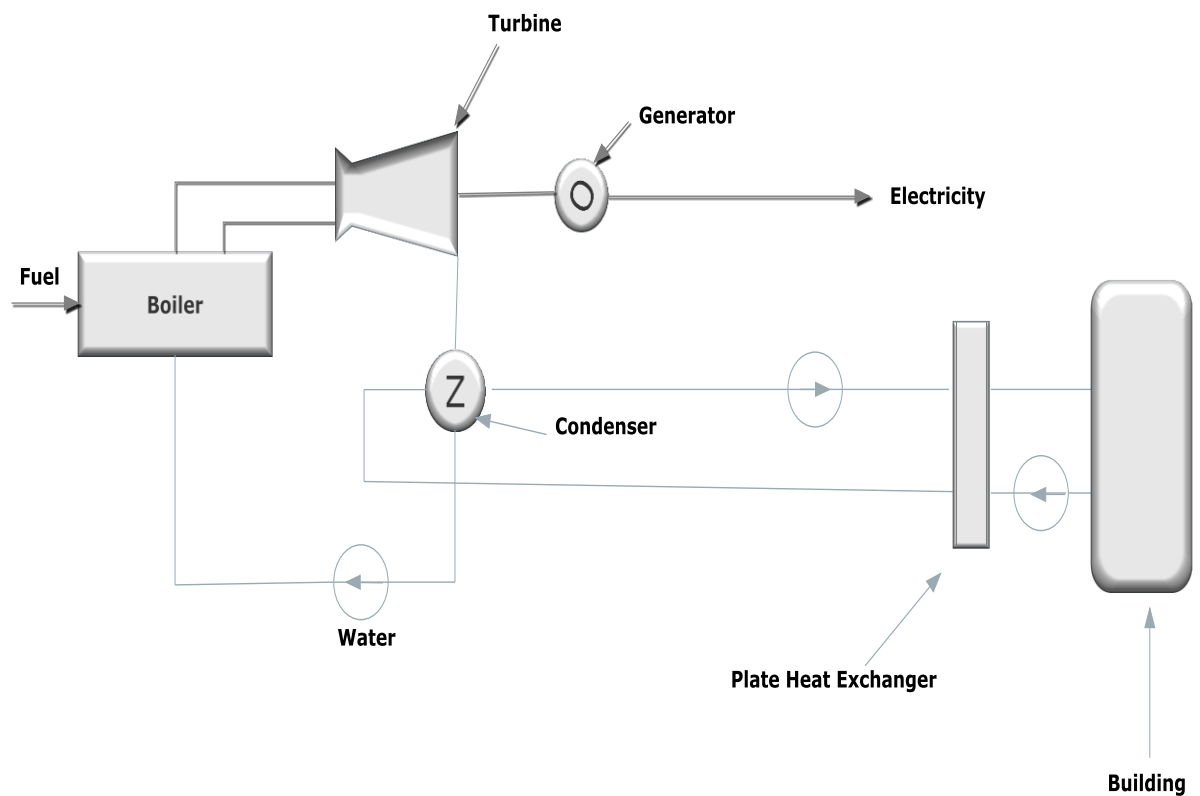 Turbine
Generator
O
Electricity
Fuel
Boiler
Z
Condenser
Water
Plate Heat Exchanger
Building